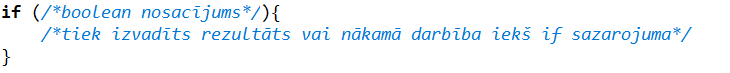 if (/*boolean nosacījums*/){
/*tiek izvadīts rezultāts vai nākamā darbība iekš if sazarojuma*/
}